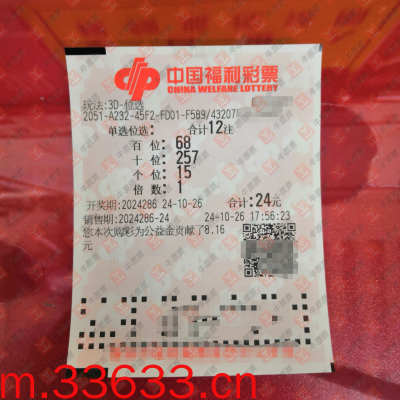 中国福利彩票
CHINA WELFARE LOTTERY
玩法:3D-位选
2051-A232-45F2-FD01-F589/43207
单选位选: 合计12注
百 位: 68
十 位: 257
个 位: 15
倍 数: 1
开奖期:2024286 24-10-26 合计:24元
销售期:2024286-24 24-10-26 17:56:23
您本次购彩为公益金贡献了8.16
元
m.33633.cn